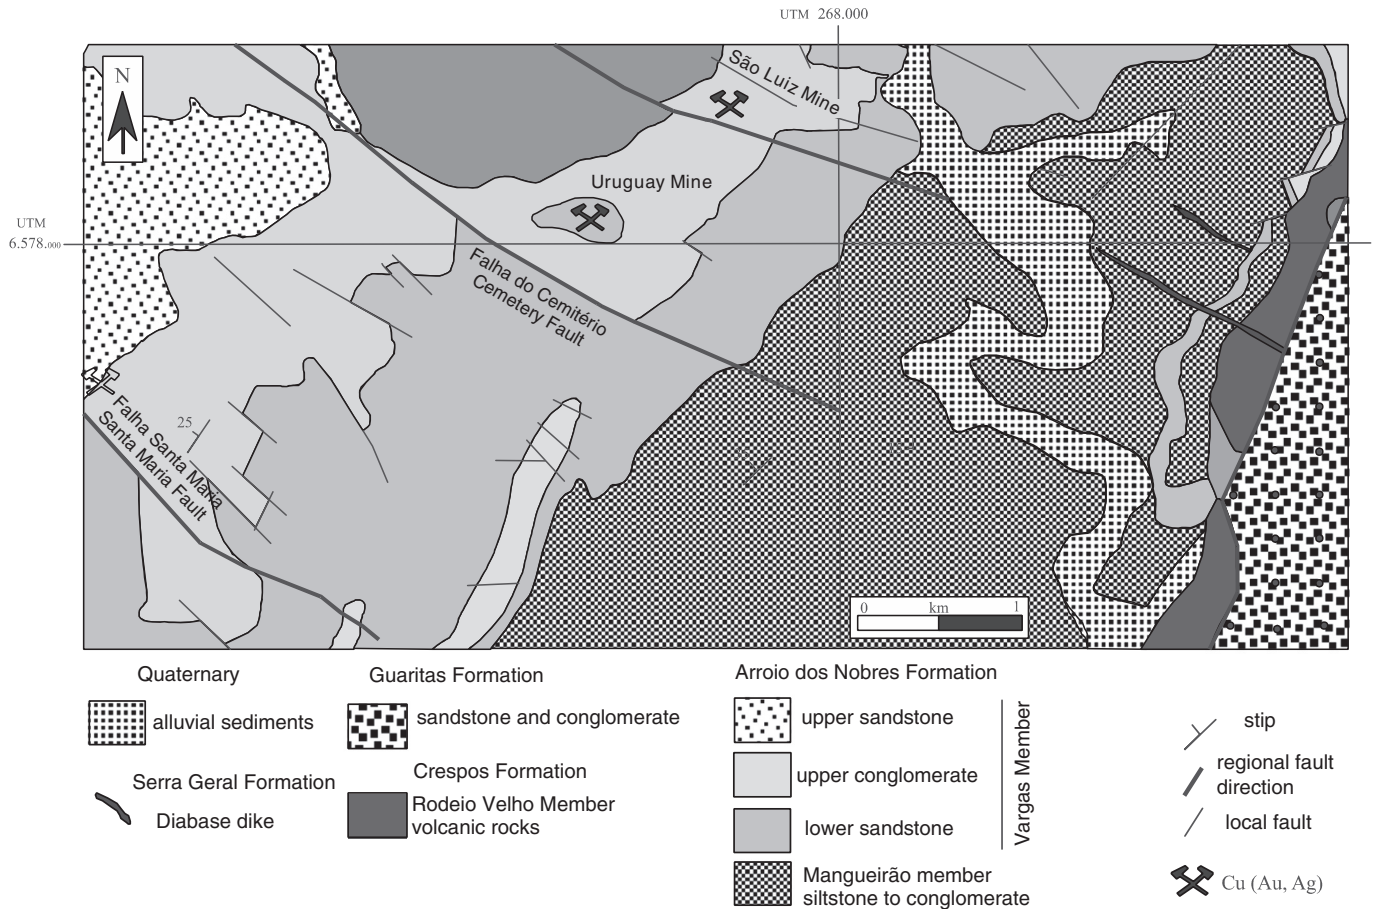 UTM 268.000
N
São Luiz Mine
Uruguay Mine
UTM
6.578.000
Falha do Cemitério
Cemetery Fault
25
Falha Santa Maria
Santa Maria Fault
0 km 1
Quaternary
alluvial sediments
Serra Geral Formation
Diabase dike
Guaritas Formation
sandstone and conglomerate
Crespos Formation
Rodeio Velho Member
volcanic rocks
Arroio dos Nobres Formation
upper sandstone
upper conglomerate
lower sandstone
Vargas Member
Mangueirão member
siltstone to conglomerate
stip
regional fault
direction
local fault
Cu (Au, Ag)